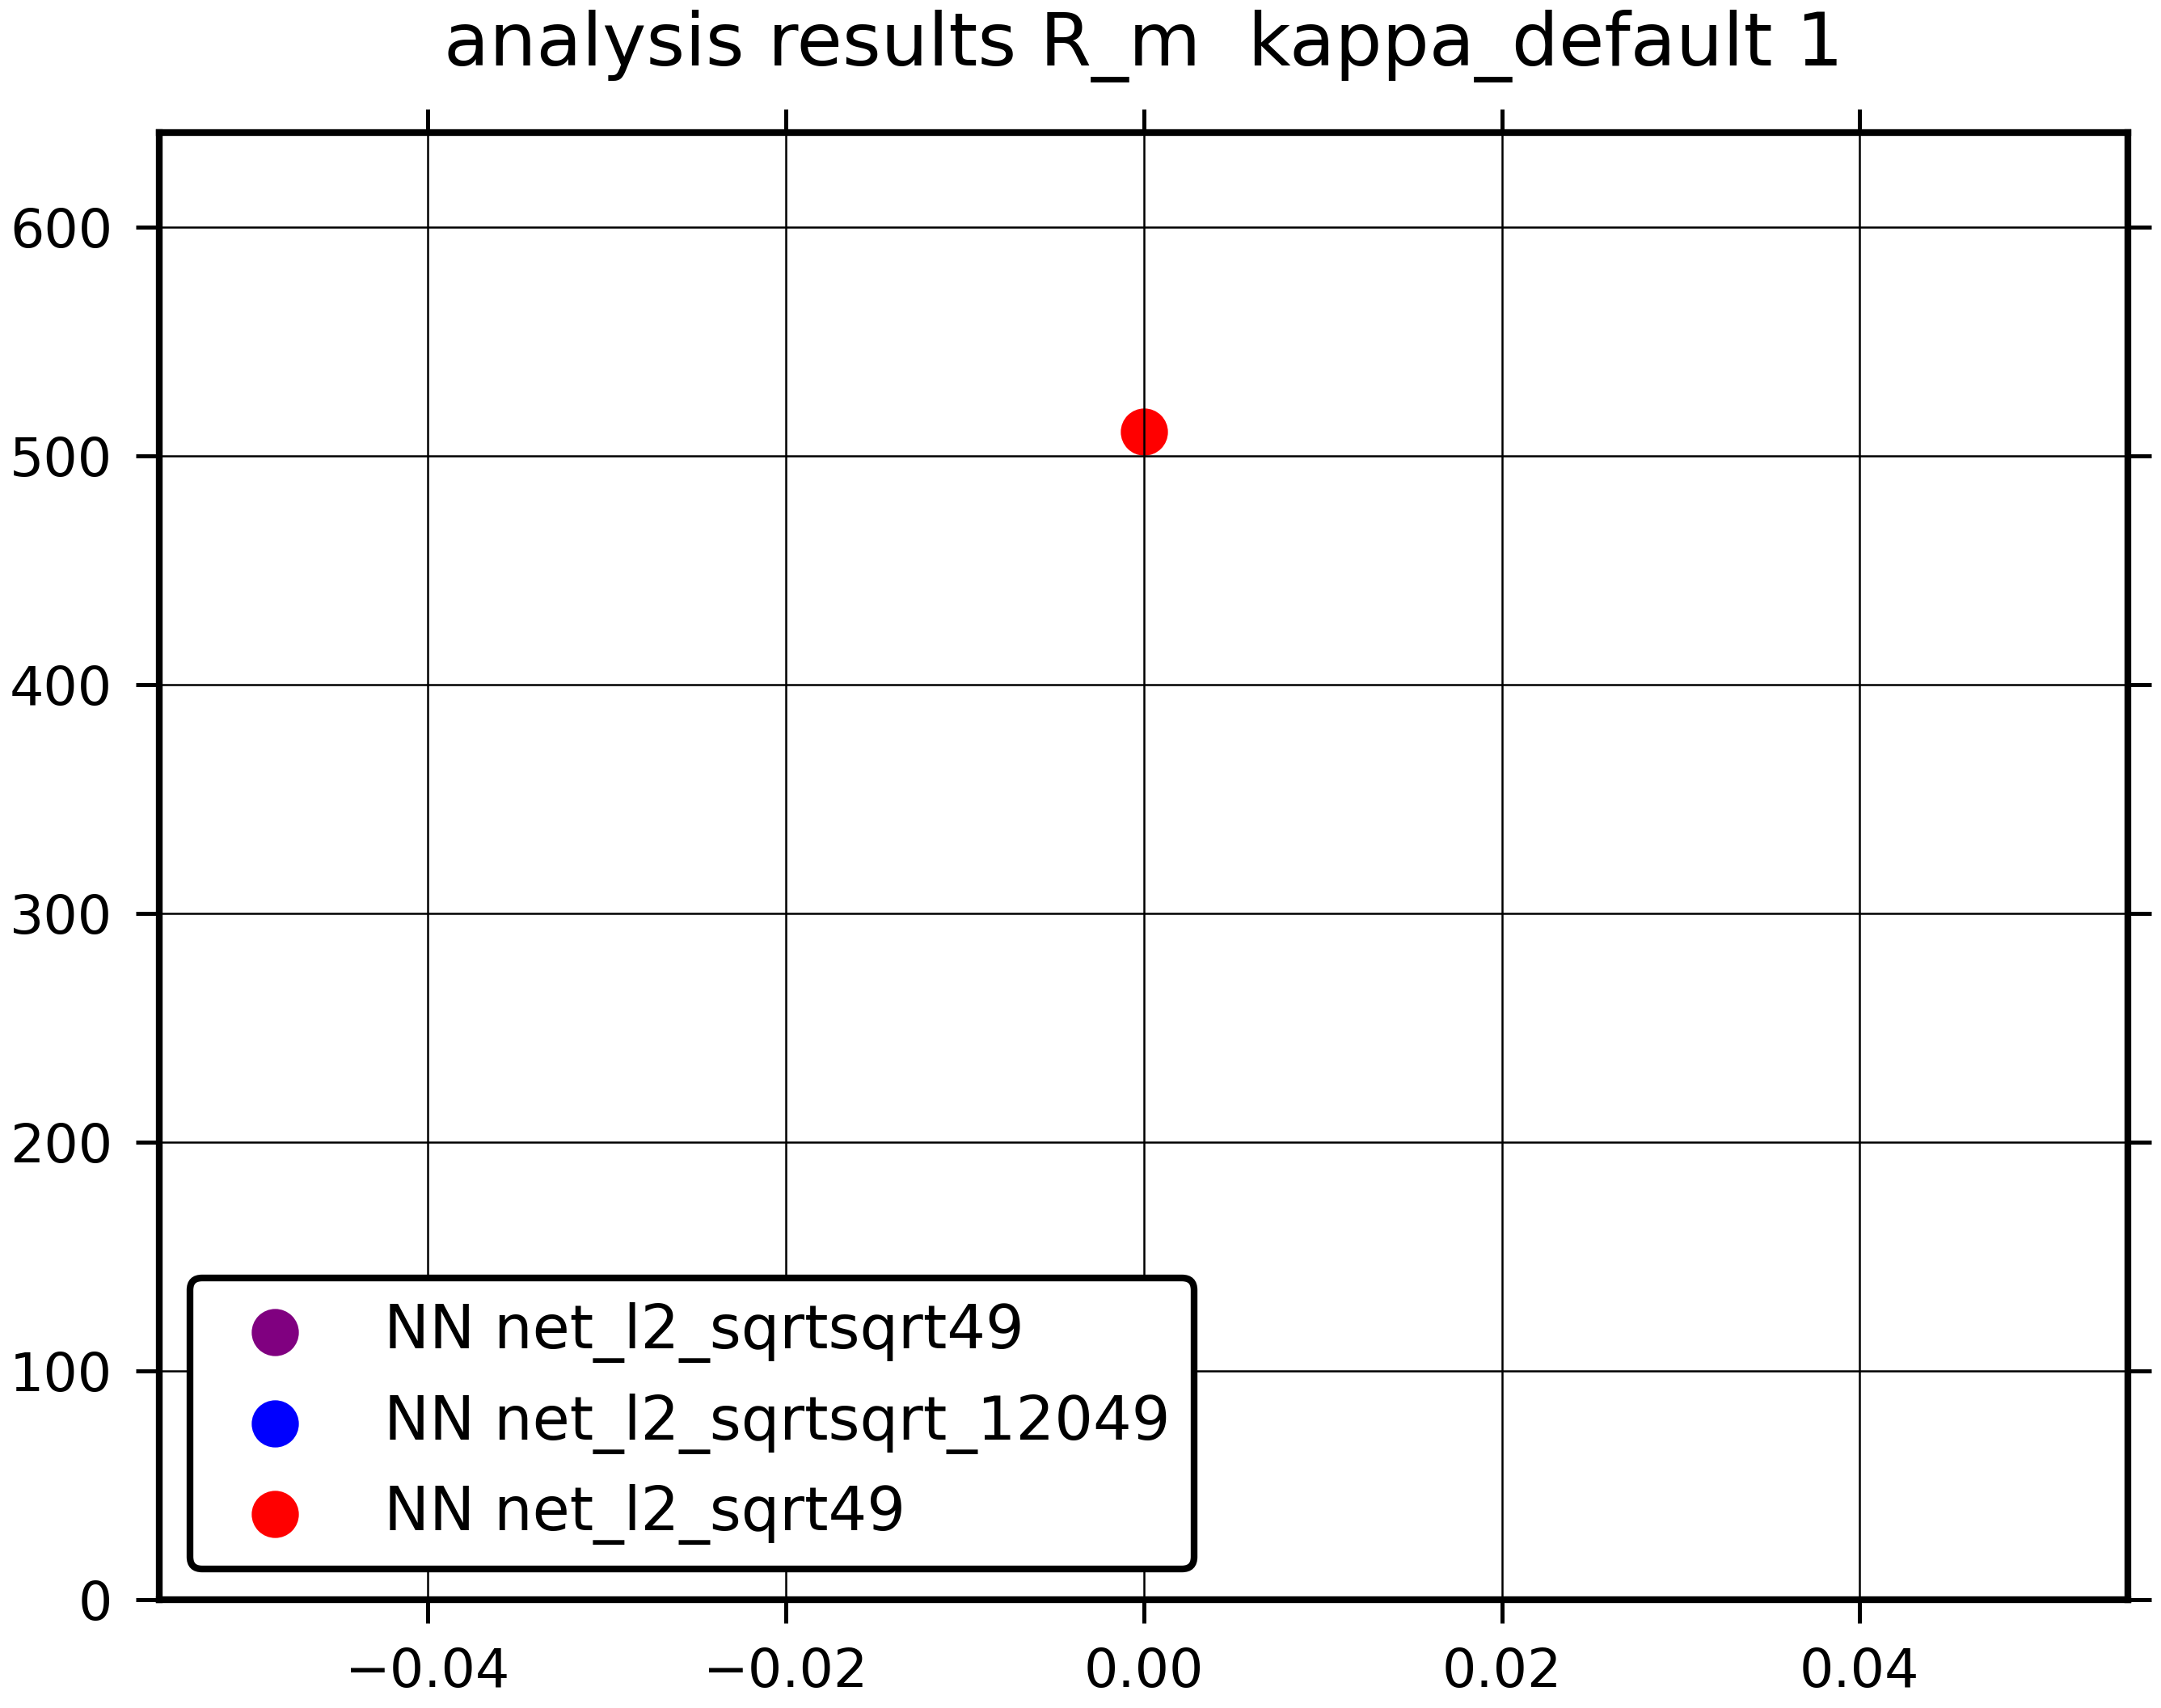 analysis results R_m  kappa_default 1
600
500
400
300
200
100
0
NN net_l2_sqrtsqrt49
NN net_l2_sqrtsqrt_12049
NN net_l2_sqrt49
−0.04 −0.02 0.00 0.02 0.04